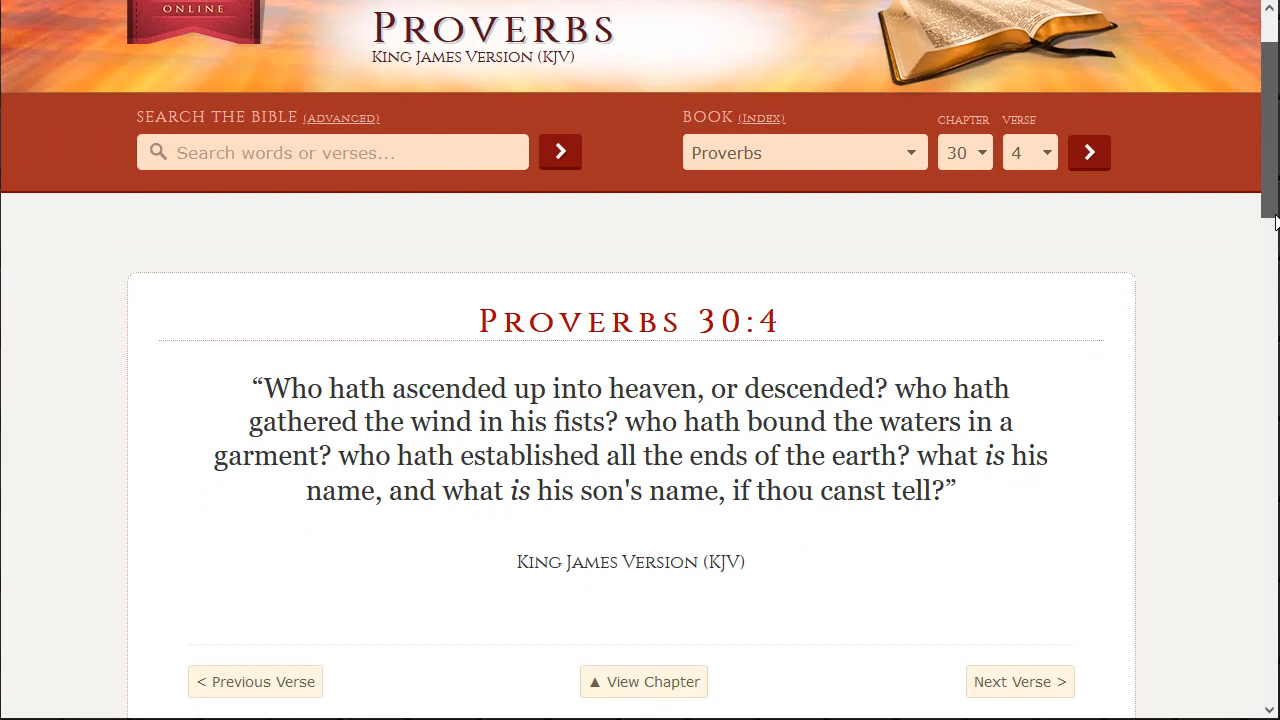 ONLINE
PROVERBS
KING JAMES VERSION (KJV)
SEARCH THE BIBLE (ADVANCED)
BOOK (INDEX)
CHAPTER
VERSE
Search words or verses...
Proverbs
30
4
PROVERBS 30:4
“Who hath ascended up into heaven, or descended? who hath
gathered the wind in his fists? who hath bound the waters in a
garment? who hath established all the ends of the earth? what is his
name, and what is his son's name, if thou canst tell?”
KING JAMES VERSION (KJV)
< Previous Verse
▲ View Chapter
Next Verse >